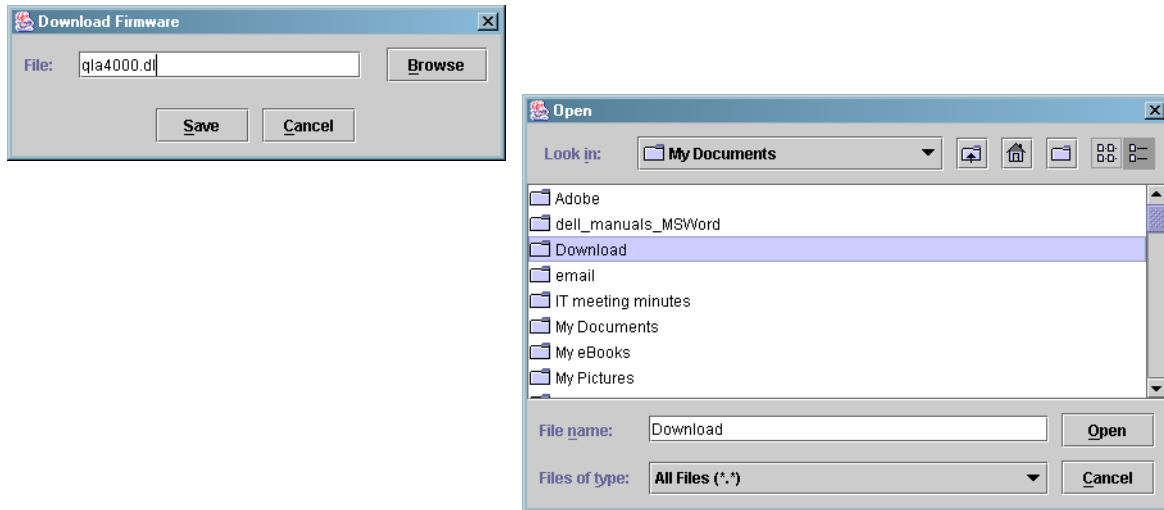 Download Firmware
File: qla4000.dl Browse
Save Cancel
Open
Look in: My Documents
Adobe
dell_manuals_MSWord
Download
email
IT meeting minutes
My Documents
My eBooks
My Pictures
File name: Download Open
Files of type: All Files (*.*) Cancel